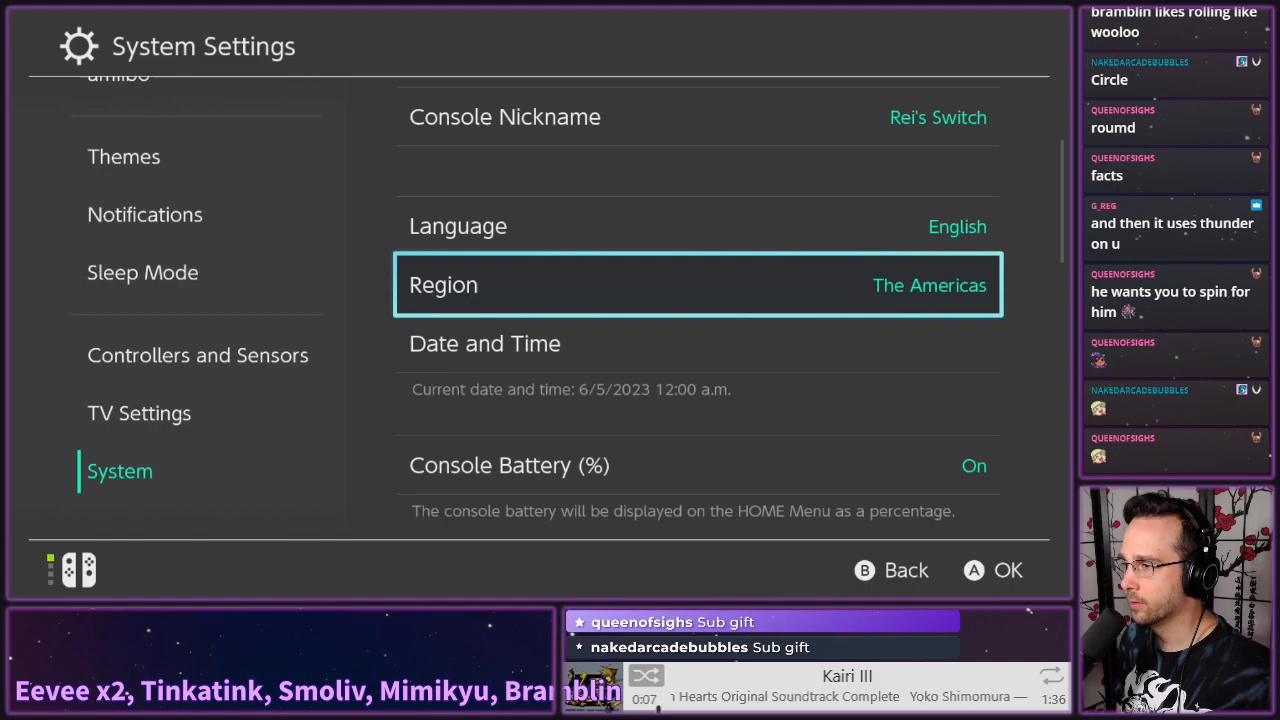 System Settings
amiibo
Themes
Notifications
Sleep Mode
Controllers and Sensors
TV Settings
System
Console Nickname Rei's Switch
Language English
Region The Americas
Date and Time
Current date and time: 6/5/2023 12:00 a.m.
Console Battery (%) On
The console battery will be displayed on the HOME Menu as a percentage.
B Back A OK
bramblin likes rolling like
wooloo
NAKEDARCADEBUBBLES
Circle
QUEENOFSIGHS
roumd
QUEENOFSIGHS
facts
G_REG
and then it uses thunder
on u
QUEENOFSIGHS
he wants you to spin for
him
QUEENOFSIGHS
NAKEDARCADEBUBBLES
QUEENOFSIGHS
Eevee x2, Tinkatink, Smoliv, Mimikyu, Bramblin
queenofsighs Sub gift
nakedarcadebubbles Sub gift
Kairi III
0:07 Hearts Original Soundtrack Complete Yoko Shimomura — 1:36